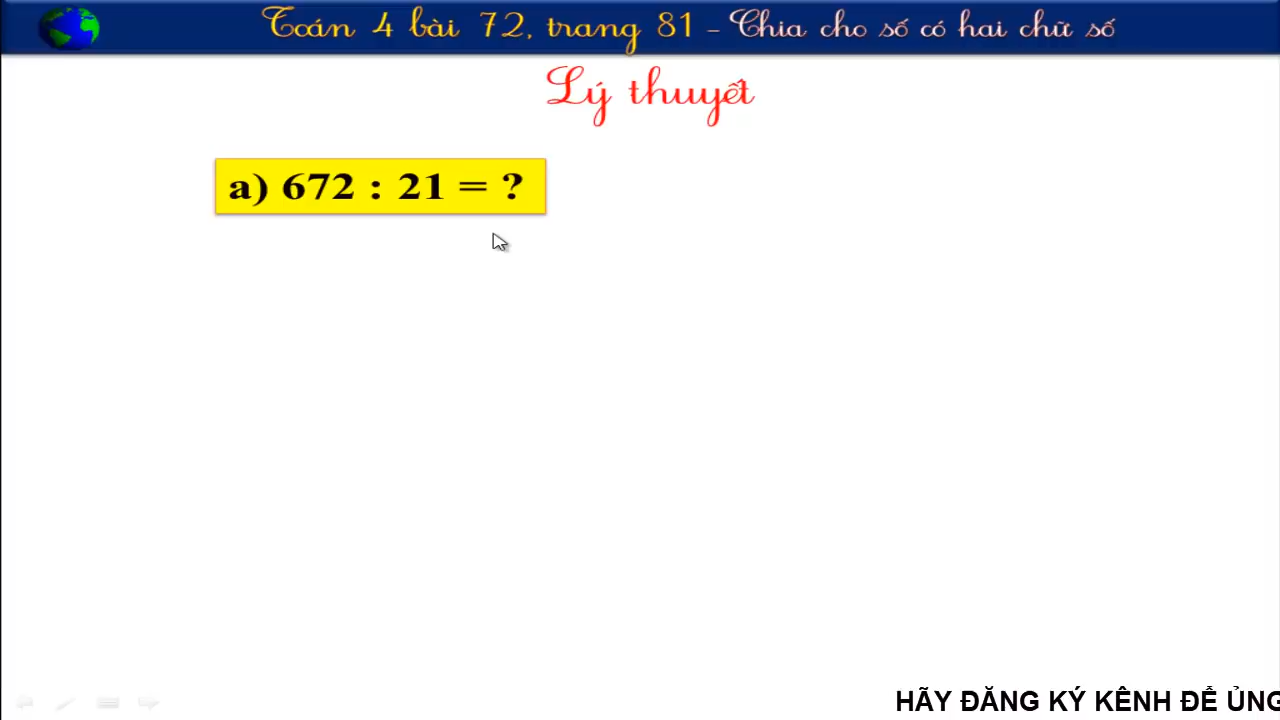 Toán 4 bài 72, trang 81 - Chia cho số có hai chữ số
Lý thuyết
a) 672 : 21 = ?
HÃY ĐĂNG KÝ KÊNH ĐỂ ỦNG